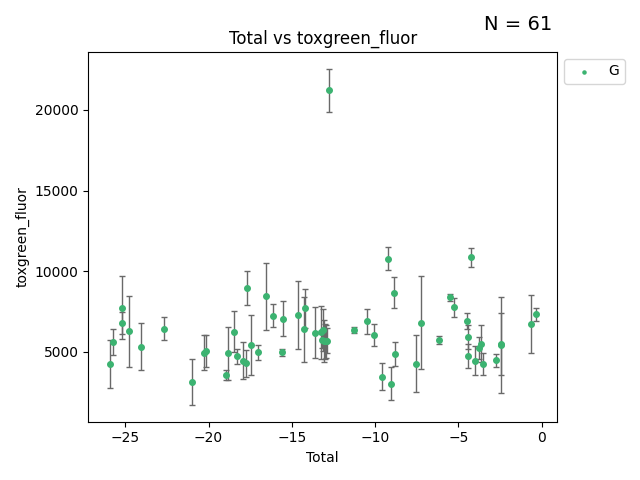 N = 61
Total vs toxgreen_fluor
G
toxgreen_fluor
20000
15000
10000
5000
−25
−20
−15
−10
−5
0
Total